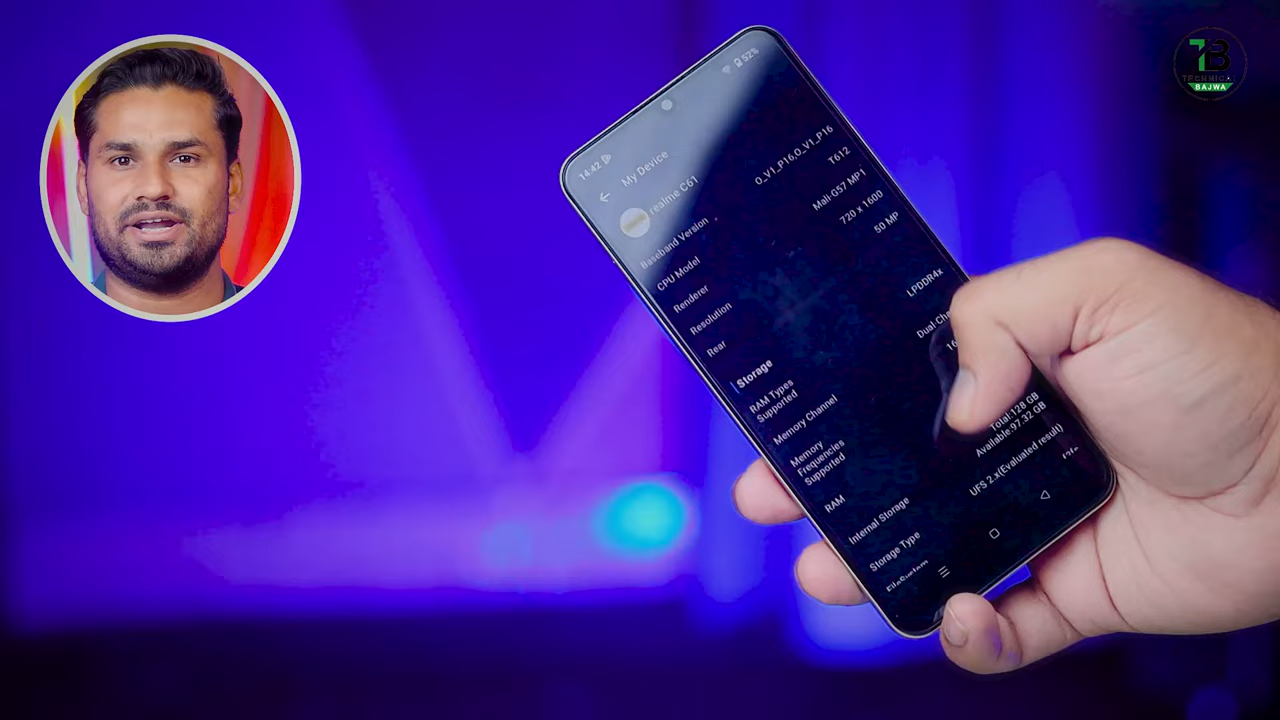 14:42
52%
My Device
realme C61
Baseband Version
O_V1_P16,O_V1_P16
CPU Model
T612
Renderer
Mali-G57 MP1
Resolution
720 x 1600
Rear
50 MP
Storage
RAM Types
Supported
LPDDR4x
Memory Channel
Memory
Frequencies
Supported
RAM
Internal Storage
Total:128 GB
Available:97.32 GB
Storage Type
UFS 2.x(Evaluated result)
TB
TECHNICAL
BAJWA